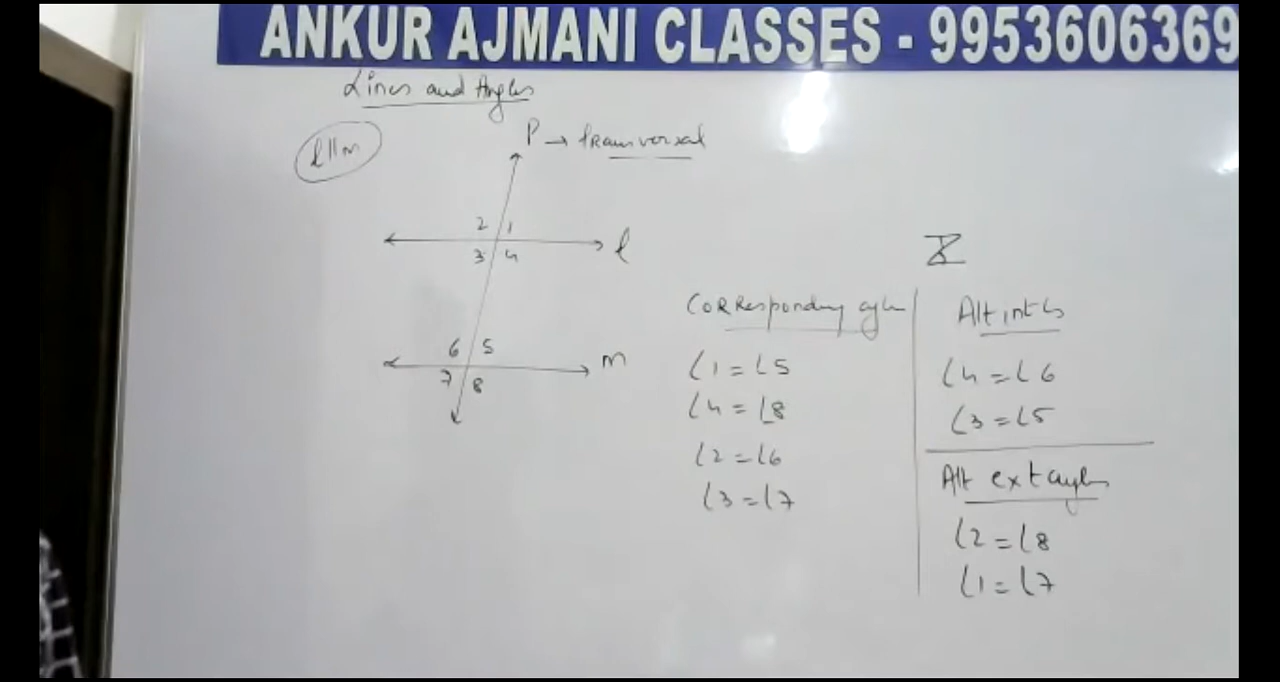 ANKUR AJMANI CLASSES - 9953606369
Lines and Angles
l || m
P → transversal
2 1
3 4
l
6 5
7 8
m
Z
Corresponding
∠1 = ∠5
∠4 = ∠8
∠2 = ∠6
∠3 = ∠7
Alt int ∠s
∠4 = ∠6
∠3 = ∠5
Alt ext angles
∠2 = ∠8
∠1 = ∠7